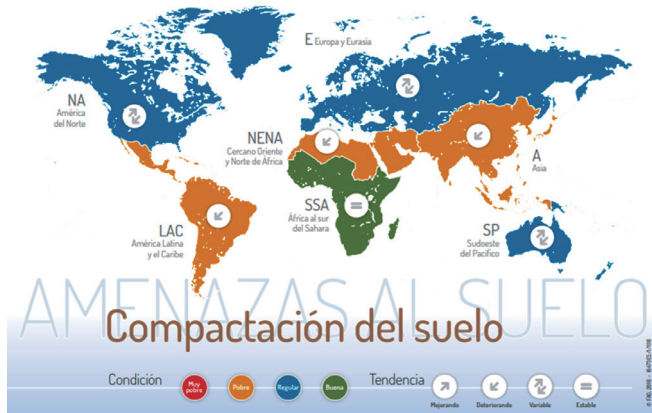 E Europa y Eurasia
NA
América
del Norte
NENA
Cercano Oriente
y Norte de África
A
Asia
SSA
África al sur
del Sahara
LAC
América Latina
y el Caribe
SP
Sudoeste
del Pacífico
AMENAZAS AL SUELO
Compactación del suelo
Condición
Muy
pobre
Pobre
Regular
Buena
Tendencia
Mejorando
Deteriorando
Variable
Estable